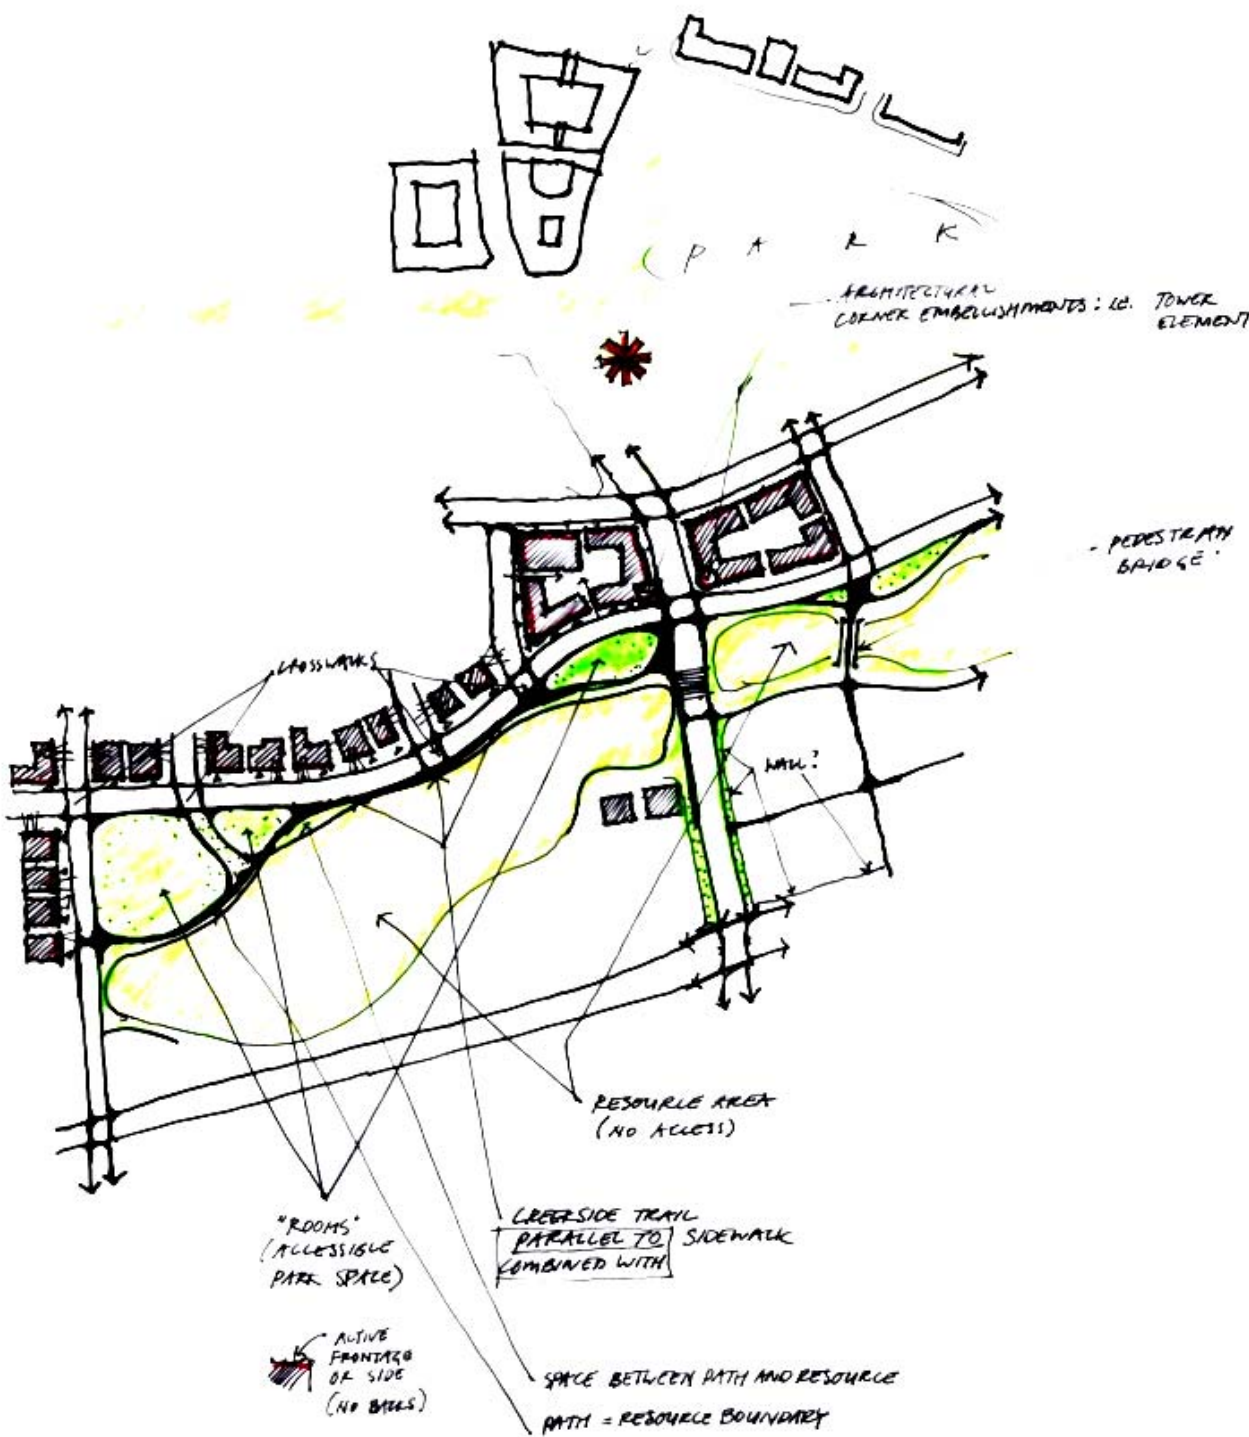 PARK
ARCHITECTURAL
CORNER EMBELLISHMENTS: I.E. TOWER
ELEMENT
- PEDESTRIAN
BRIDGE
CROSSWALKS
WALL?
RESOURCE AREA
(NO ACCESS)
"ROOMS"
(ACCESSIBLE
PARK SPACE)
CREEKSIDE TRAIL
PARALLEL TO SIDEWALK
COMBINED WITH
ACTIVE
FRONTAGE
OR SIDE
(NO BACKS)
SPACE BETWEEN PATH AND RESOURCE
PATH = RESOURCE BOUNDARY